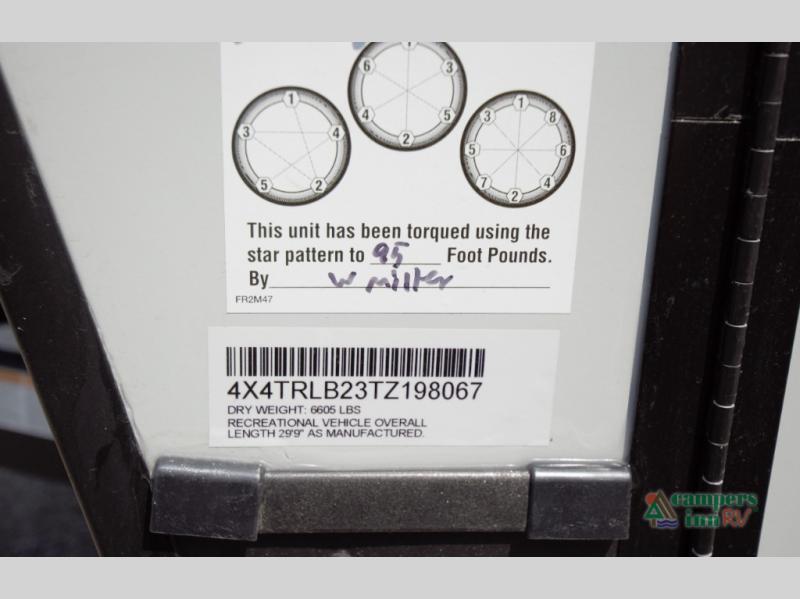 1
3
4
5
2
1
6
3
4
5
2
1
3
8
5
6
7
4
2
This unit has been torqued using the
star pattern to 95 Foot Pounds.
By w miller
FR2M47
4X4TRLB23TZ198067
DRY WEIGHT: 6605 LBS
RECREATIONAL VEHICLE OVERALL
LENGTH 29'9" AS MANUFACTURED.
campers
inn RV